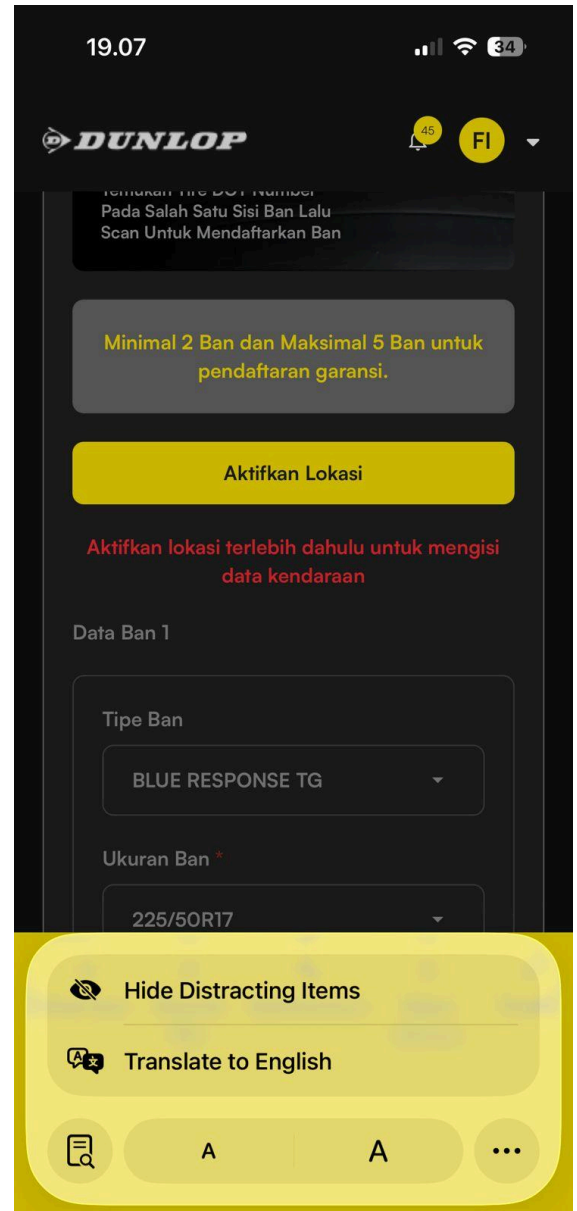 19.07
34
DUNLOP
45
FI
Temukan Tire DOT Number
Pada Salah Satu Sisi Ban Lalu
Scan Untuk Mendaftarkan Ban
Minimal 2 Ban dan Maksimal 5 Ban untuk
pendaftaran garansi.
Aktifkan Lokasi
Aktifkan lokasi terlebih dahulu untuk mengisi
data kendaraan
Data Ban 1
Tipe Ban
BLUE RESPONSE TG
Ukuran Ban *
225/50R17
Hide Distracting Items
Translate to English
A
A